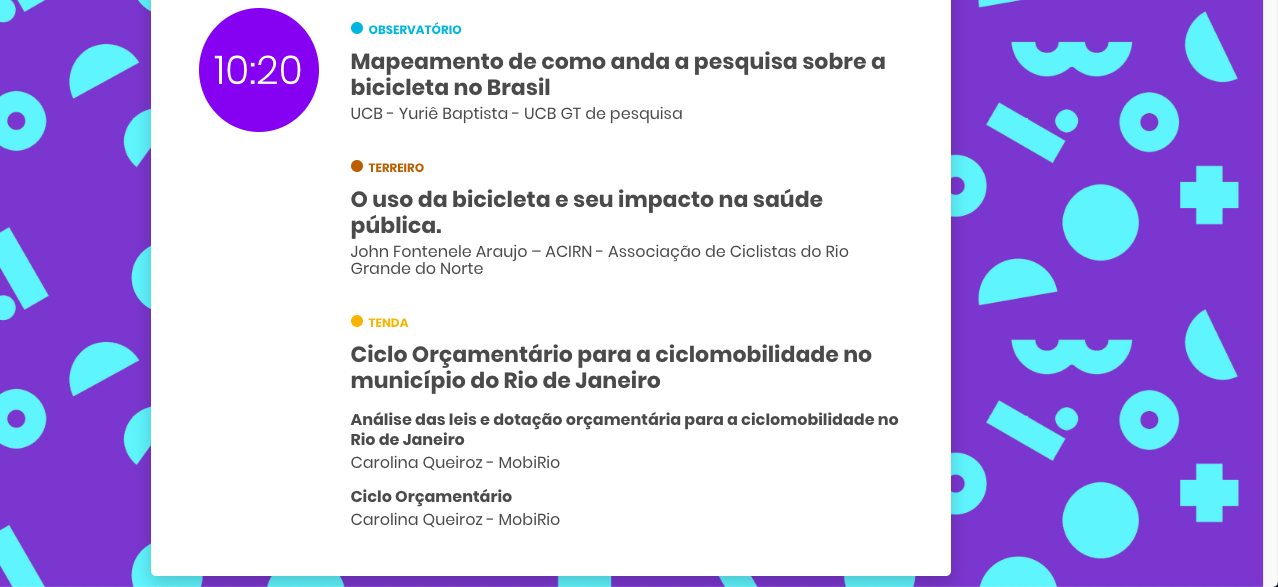 10:20
OBSERVATÓRIO
Mapeamento de como anda a pesquisa sobre a
bicicleta no Brasil
UCB - Yuriê Baptista - UCB GT de pesquisa
TERREIRO
O uso da bicicleta e seu impacto na saúde
pública.
John Fontenele Araujo – ACIRN - Associação de Ciclistas do Rio
Grande do Norte
TENDA
Ciclo Orçamentário para a ciclomobilidade no
município do Rio de Janeiro
Análise das leis e dotação orçamentária para a ciclomobilidade no
Rio de Janeiro
Carolina Queiroz - MobiRio
Ciclo Orçamentário
Carolina Queiroz - MobiRio